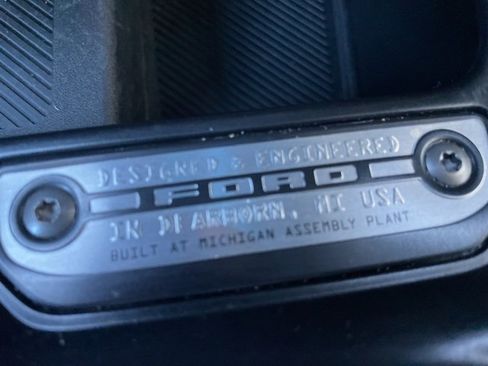 DESIGNED & ENGINEERED
FORD
IN DEARBORN, MI USA
BUILT AT MICHIGAN ASSEMBLY PLANT